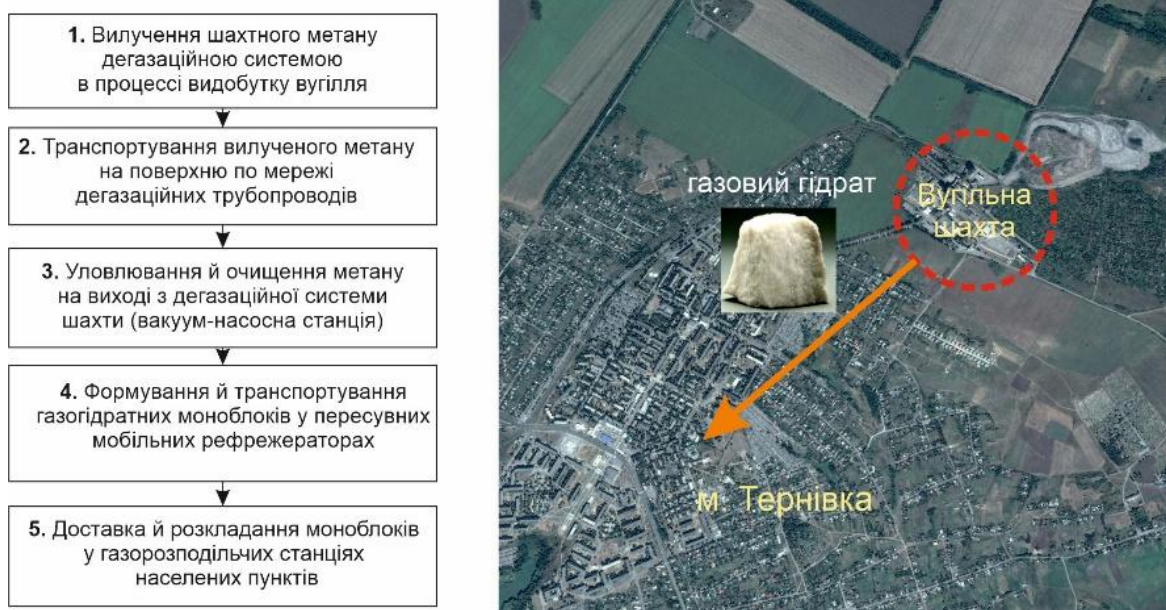 1. Вилучення шахтного метану
дегазаційною системою
в процессі видобутку вугілля
2. Транспортування вилученого метану
на поверхню по мережі
дегазаційних трубопроводів
3. Уловлювання й очищення метану
на виході з дегазаційної системи
шахти (вакуум-насосна станція)
4. Формування й транспортування
газогідратних моноблоків у пересувних
мобільних рефрежераторах
5. Доставка й розкладання моноблоків
у газорозподільчих станціях
населених пунктів
газовий гідрат
Вугільна
шахта
м. Тернівка